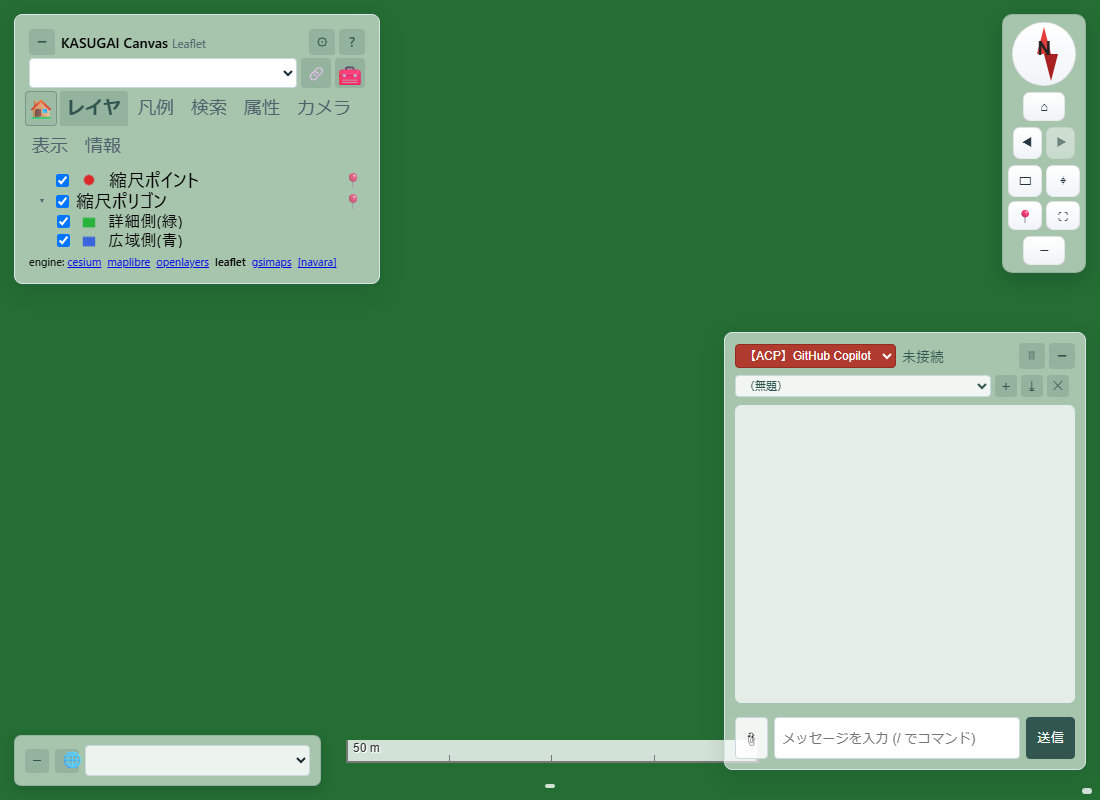 − KASUGAI Canvas Leaflet ?
レイヤ 凡例 検索 属性 カメラ
表示 情報
縮尺ポイント
縮尺ポリゴン
詳細側(緑)
広域側(青)
engine: cesium maplibre openlayers leaflet gsimaps [navara]
N
【ACP】GitHub Copilot 未接続
（無題）
メッセージを入力 (/ でコマンド)
送信
50 m